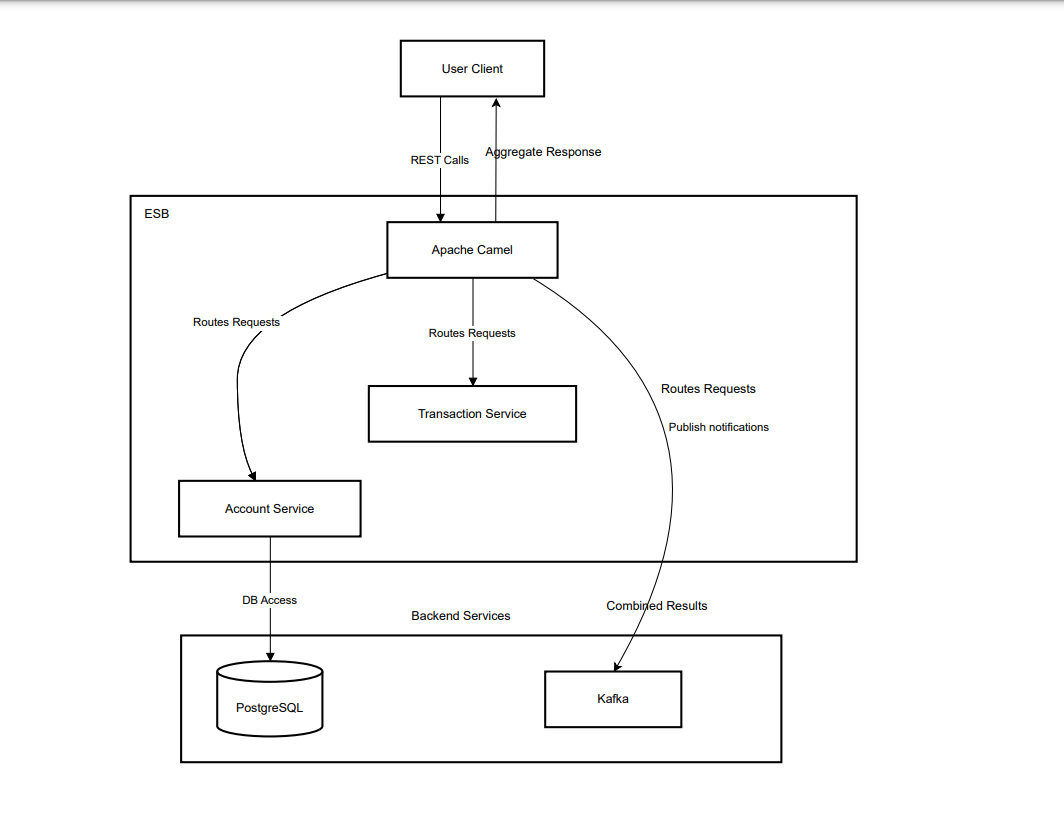 User Client
REST Calls
Aggregate Response
ESB
Apache Camel
Routes Requests
Routes Requests
Routes Requests
Transaction Service
Publish notifications
Account Service
DB Access
Combined Results
Backend Services
PostgreSQL
Kafka